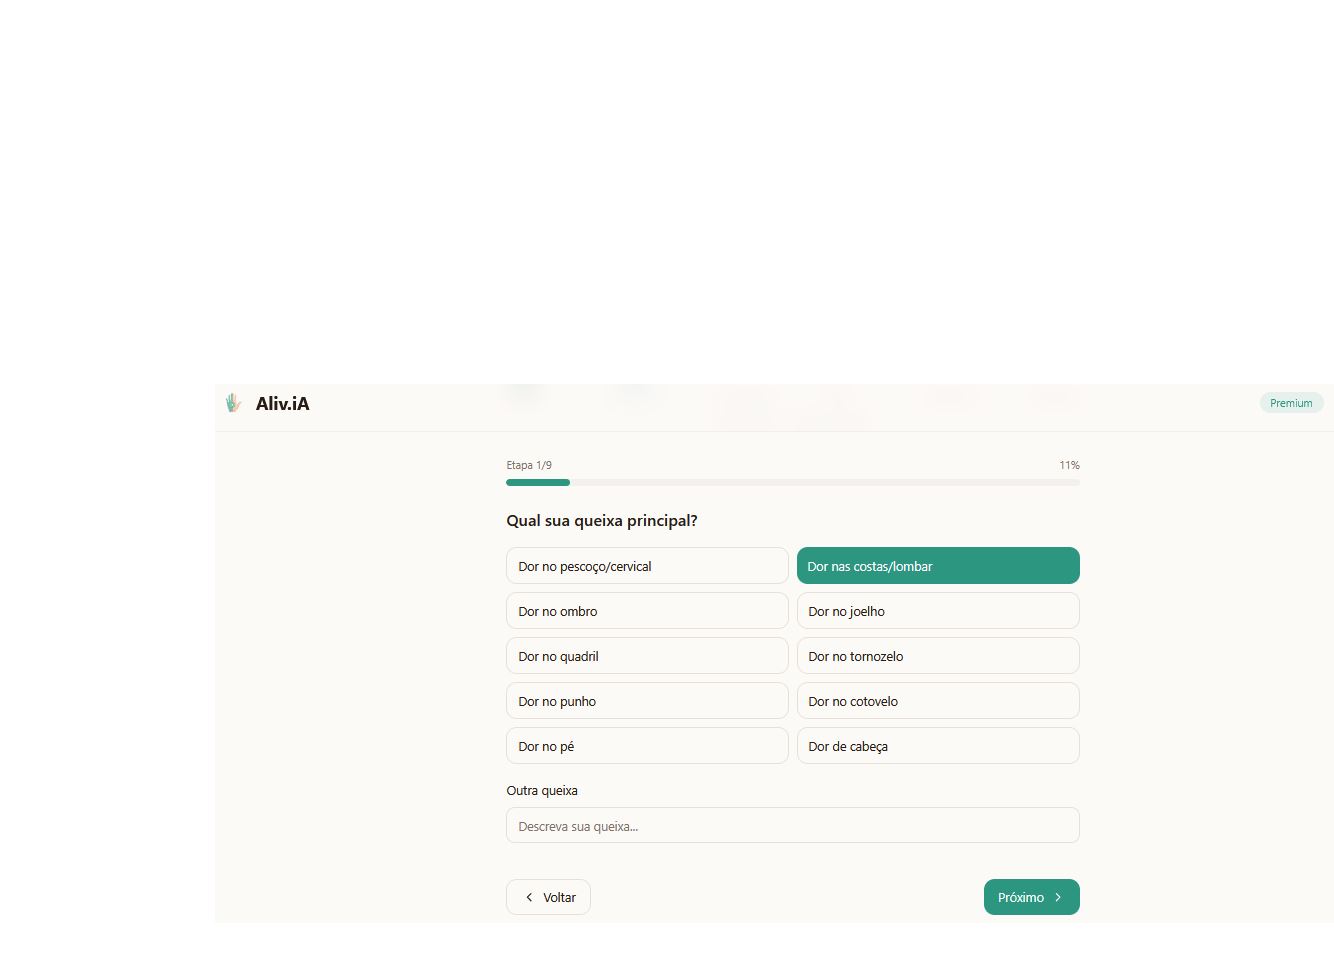 Aliv.iA
Premium
Etapa 1/9
11%
Qual sua queixa principal?
Dor no pescoço/cervical
Dor nas costas/lombar
Dor no ombro
Dor no joelho
Dor no quadril
Dor no tornozelo
Dor no punho
Dor no cotovelo
Dor no pé
Dor de cabeça
Outra queixa
Descreva sua queixa...
Voltar
Próximo